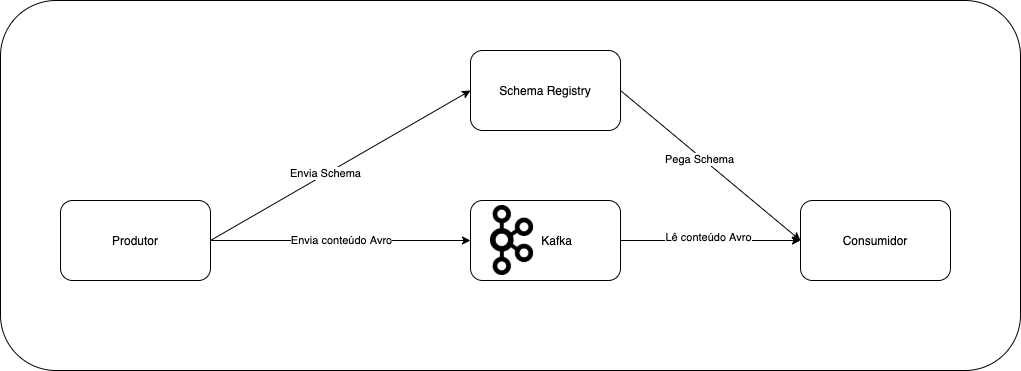 Schema Registry
Envia Schema
Pega Schema
Produtor
Envia conteúdo Avro
Kafka
Lê conteúdo Avro
Consumidor